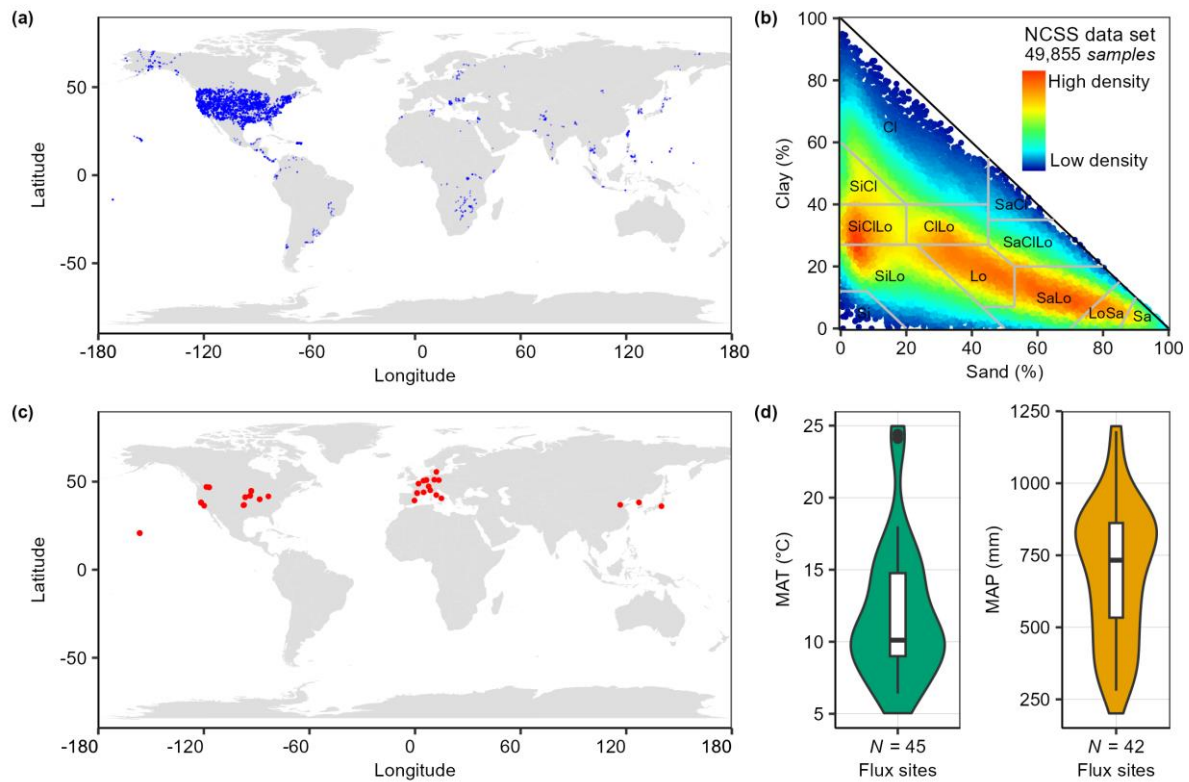 (a)
50
0
-50
Latitude
-180
-120
-60
0
60
120
180
Longitude
(b)
NCSS data set
49,855 samples
High density
Low density
100
80
60
40
20
0
Clay (%)
Cl
SiCl
SaCl
SiClLo
ClLo
SaClLo
SiLo
Lo
SaLo
LoSa
Sa
Si
0
20
40
60
80
100
Sand (%)
(c)
50
0
-50
Latitude
-180
-120
-60
0
60
120
180
Longitude
(d)
25
20
15
10
5
MAT (°C)
N = 45
Flux sites
1250
1000
750
500
250
MAP (mm)
N = 42
Flux sites